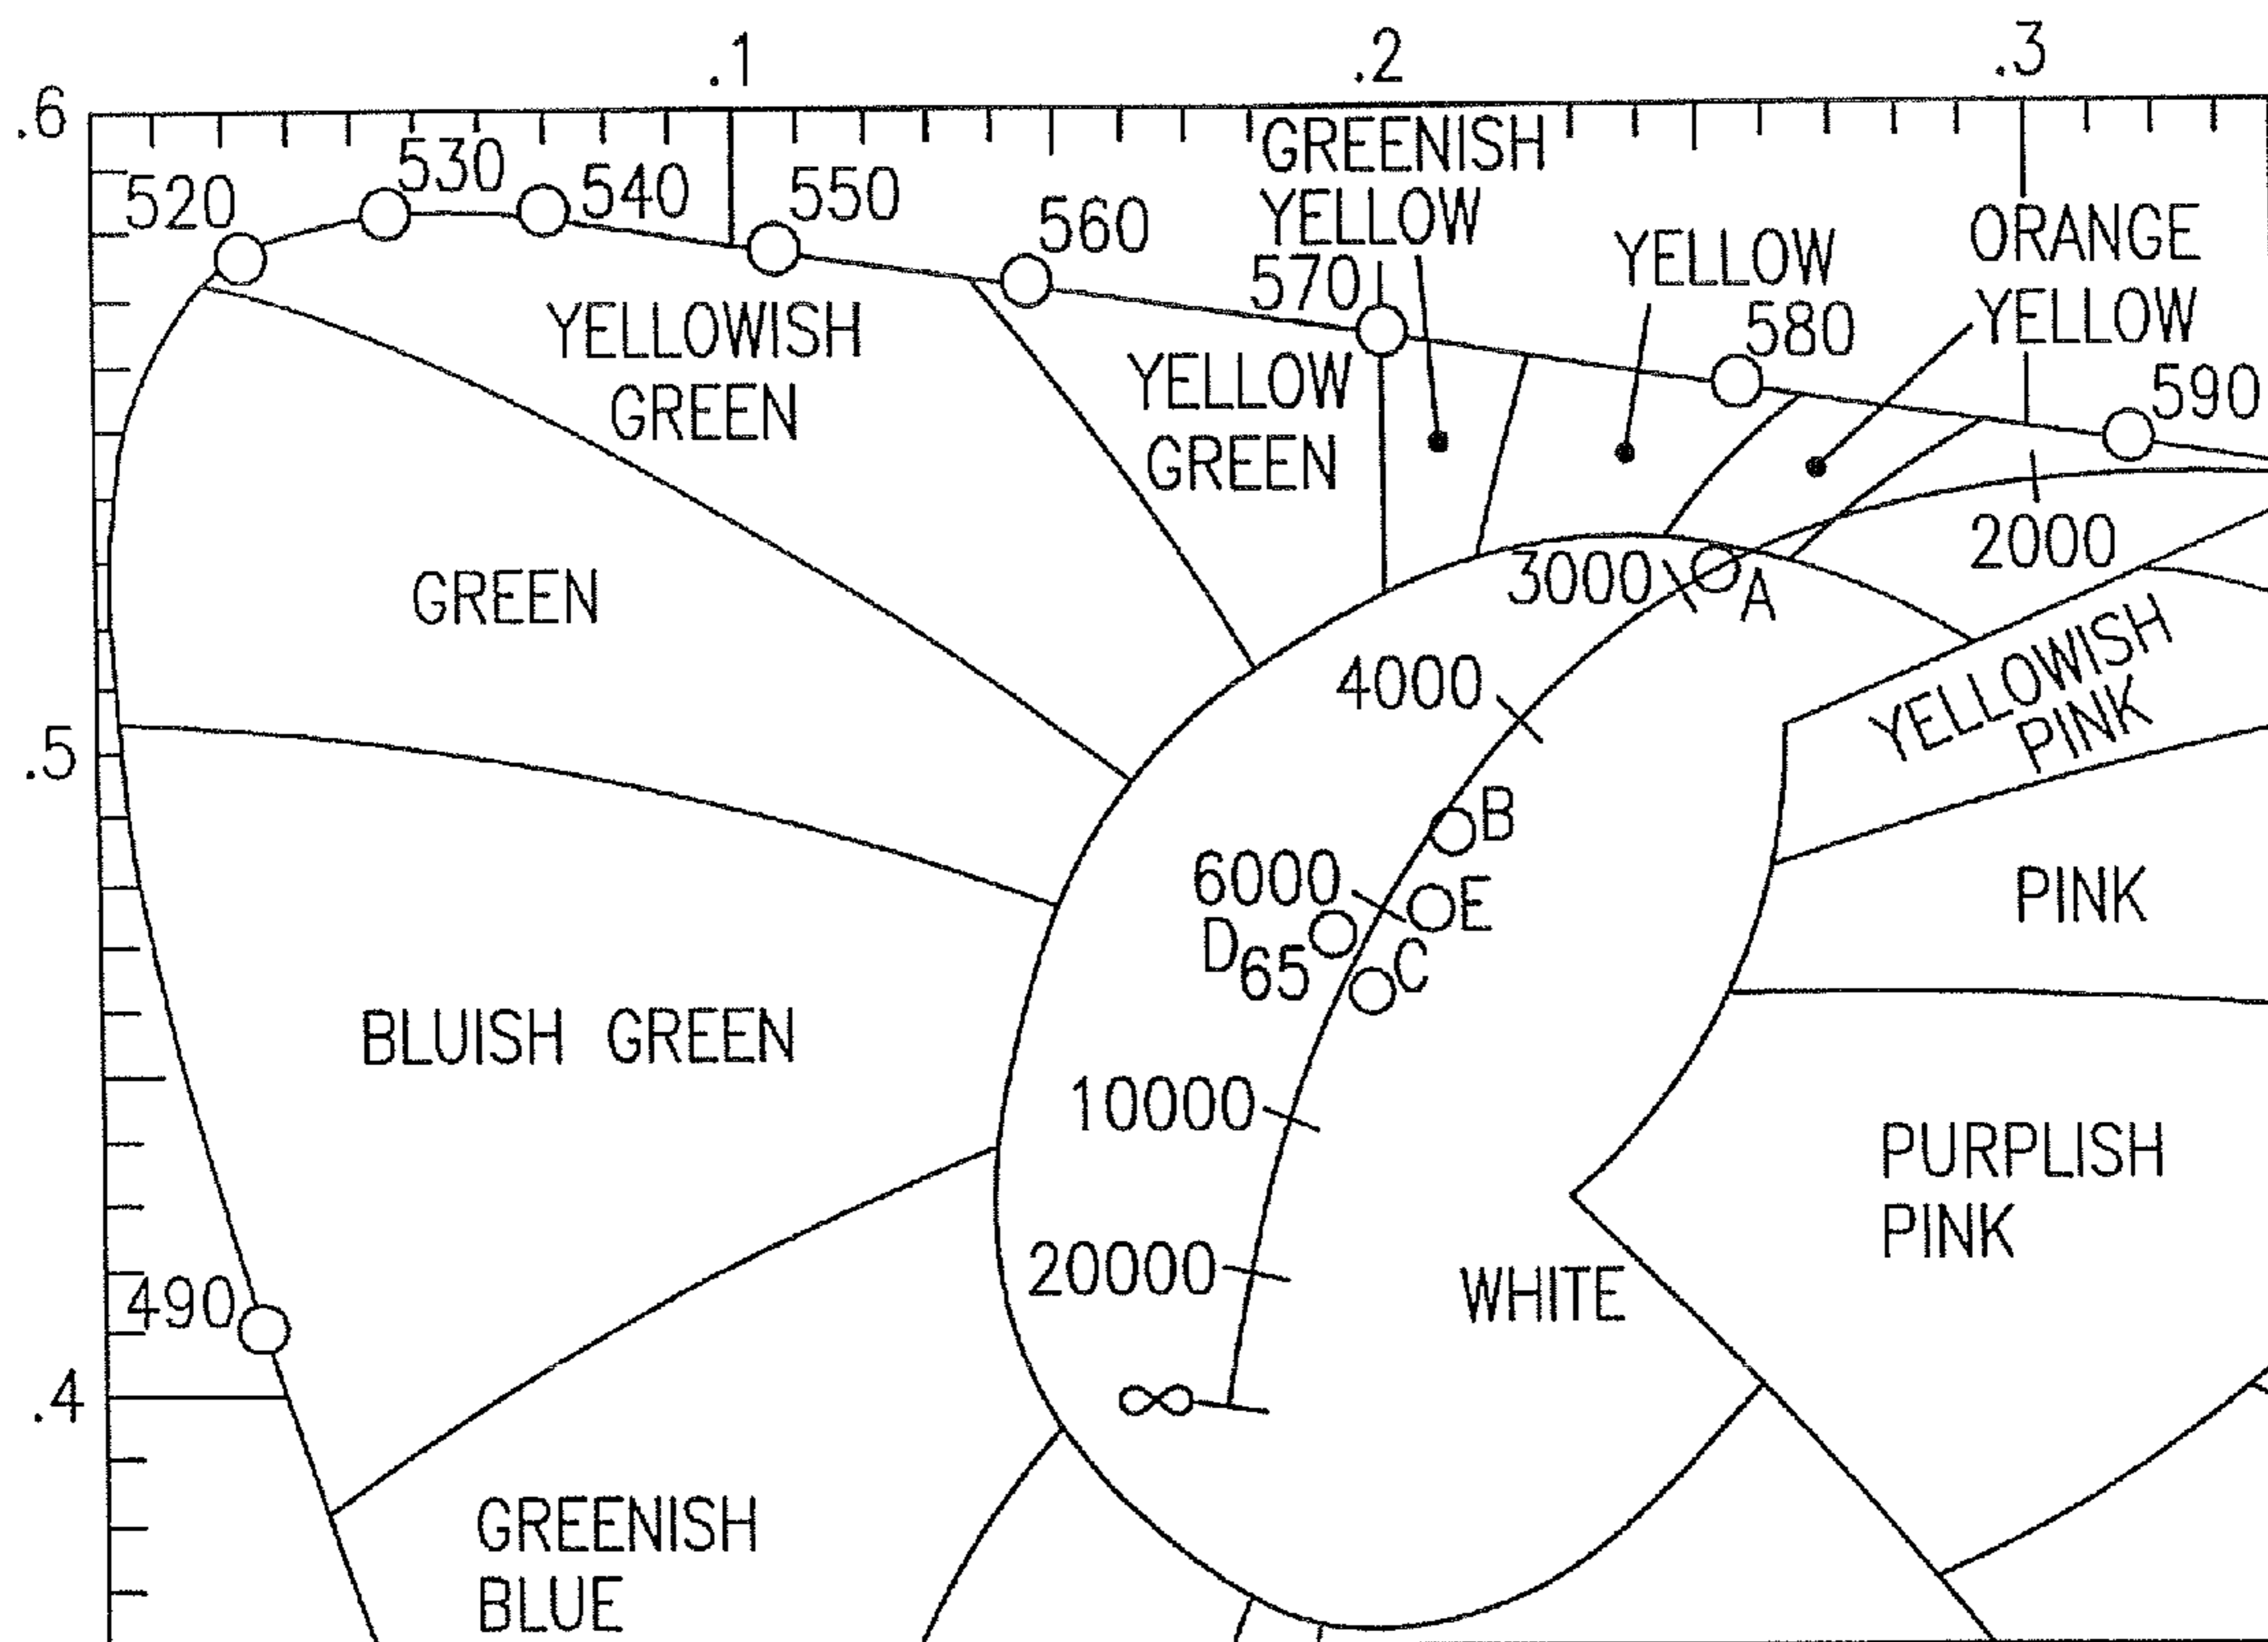 .1
.2
.3
.6
530
520
540
550
560
GREENISH
YELLOW
570
YELLOW
580
ORANGE
YELLOW
590
YELLOWISH
GREEN
YELLOW
GREEN
GREEN
3000
A
2000
4000
YELLOWISH
PINK
.5
B
6000
E
D65
C
PINK
BLUISH GREEN
10000
PURPLISH
PINK
20000
WHITE
490
.4
∞
GREENISH
BLUE